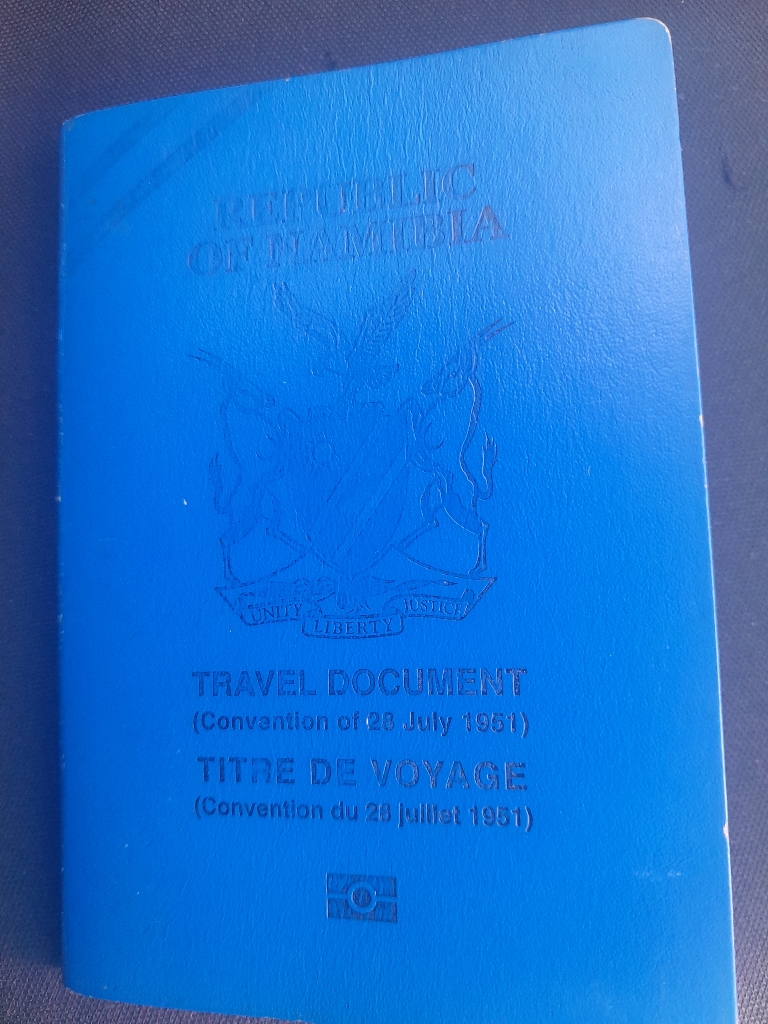 REPUBLIC
OF NAMIBIA
UNITY LIBERTY JUSTICE
TRAVEL DOCUMENT
(Convention of 28 July 1951)
TITRE DE VOYAGE
(Convention du 28 juillet 1951)